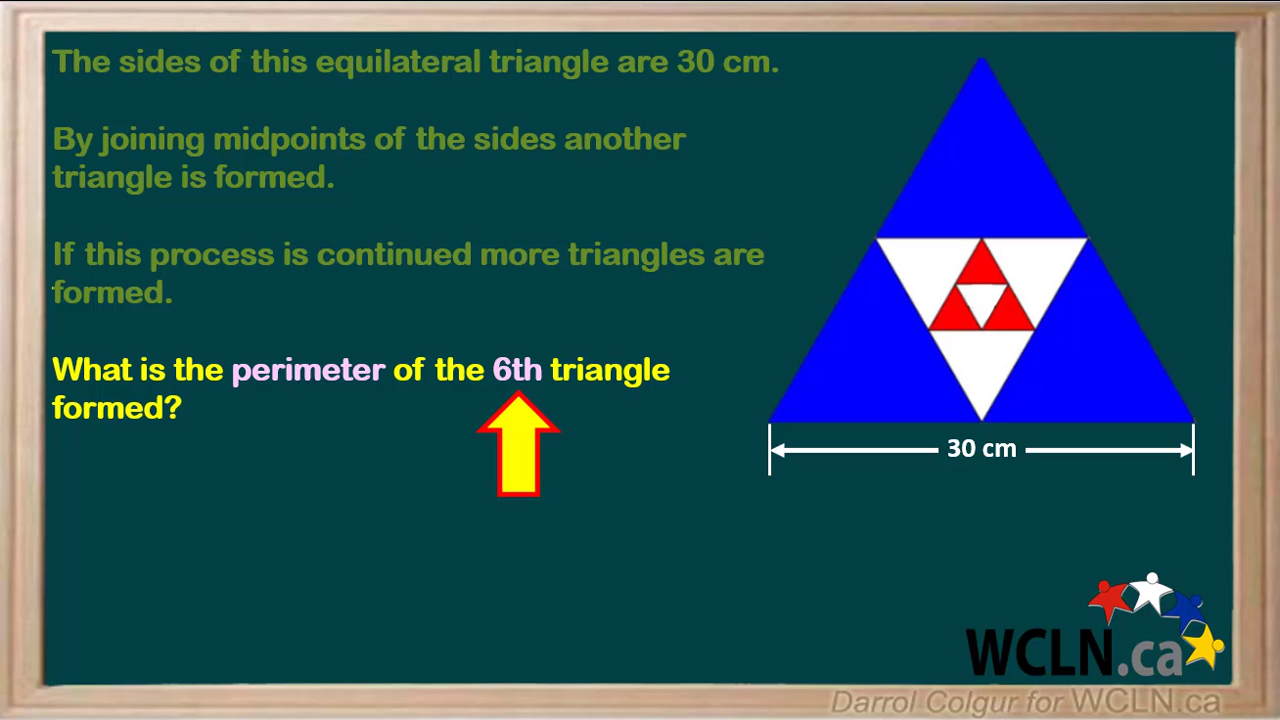 The sides of this equilateral triangle are 30 cm.
By joining midpoints of the sides another
triangle is formed.
If this process is continued more triangles are
formed.
What is the perimeter of the 6th triangle
formed?
30 cm
WCLN.ca
Darrol Colgur for WCLN.ca